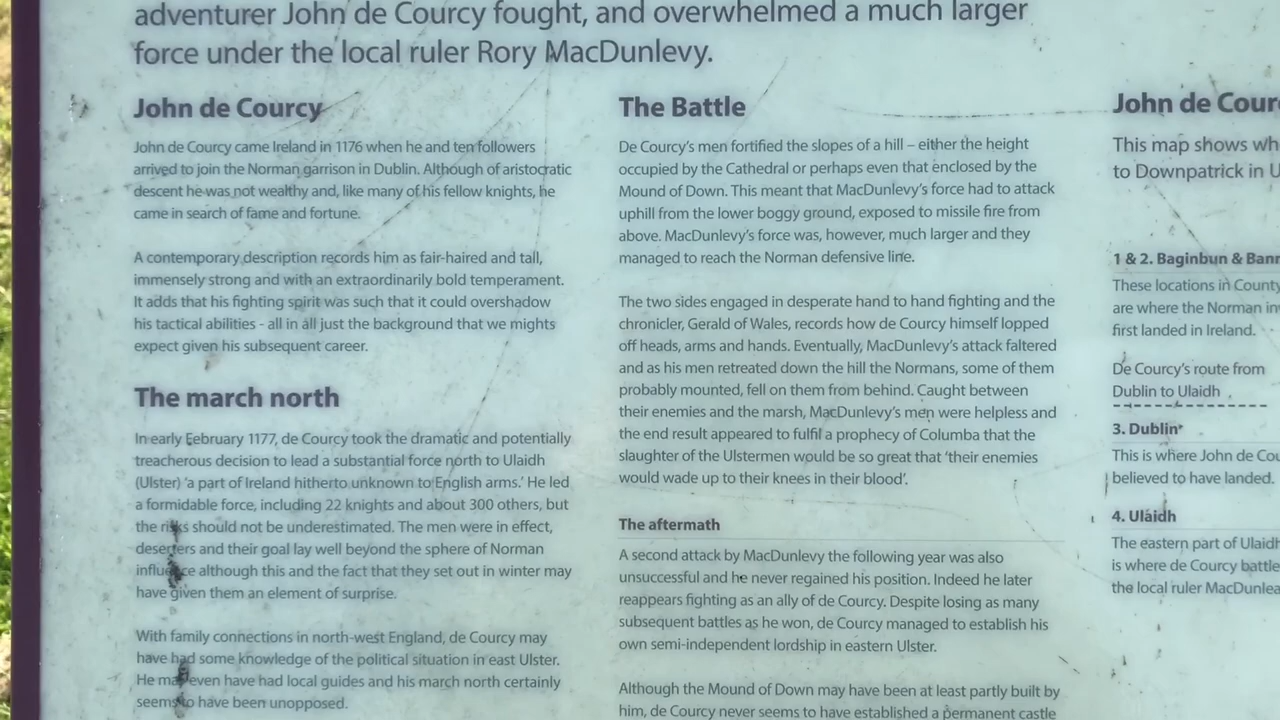 adventurer John de Courcy fought, and overwhelmed a much larger
force under the local ruler Rory MacDunlevy.
John de Courcy
John de Courcy came Ireland in 1176 when he and ten followers
arrived to join the Norman garrison in Dublin. Although of aristocratic
descent he was not wealthy and, like many of his fellow knights, he
came in search of fame and fortune.
A contemporary description records him as fair-haired and tall,
immensely strong and with an extraordinarily bold temperament.
It adds that his fighting spirit was such that it could overshadow
his tactical abilities - all in all just the background that we mights
expect given his subsequent career.
The march north
In early February 1177, de Courcy took the dramatic and potentially
treacherous decision to lead a substantial force north to Ulaidh
(Ulster) 'a part of Ireland hitherto unknown to English arms.' He led
a formidable force, including 22 knights and about 300 others, but
the risks should not be underestimated. The men were in effect,
deserters and their goal lay well beyond the sphere of Norman
influence although this and the fact that they set out in winter may
have given them an element of surprise.
With family connections in north-west England, de Courcy may
have had some knowledge of the political situation in east Ulster.
He may even have had local guides and his march north certainly
seems to have been unopposed.
The Battle
De Courcy's men fortified the slopes of a hill – either the height
occupied by the Cathedral or perhaps even that enclosed by the
Mound of Down. This meant that MacDunlevy's force had to attack
uphill from the lower boggy ground, exposed to missile fire from
above. MacDunlevy's force was, however, much larger and they
managed to reach the Norman defensive line.
The two sides engaged in desperate hand to hand fighting and the
chronicler, Gerald of Wales, records how de Courcy himself lopped
off heads, arms and hands. Eventually, MacDunlevy's attack faltered
and as his men retreated down the hill the Normans, some of them
probably mounted, fell on them from behind. Caught between
their enemies and the marsh, MacDunlevy's men were helpless and
the end result appeared to fulfil a prophecy of Columba that the
slaughter of the Ulstermen would be so great that 'their enemies
would wade up to their knees in their blood'.
The aftermath
A second attack by MacDunlevy the following year was also
unsuccessful and he never regained his position. Indeed he later
reappears fighting as an ally of de Courcy. Despite losing as many
subsequent battles as he won, de Courcy managed to establish his
own semi-independent lordship in eastern Ulster.
Although the Mound of Down may have been at least partly built by
him, de Courcy never seems to have established a permanent castle
John de Cour
This map shows wh
to Downpatrick in U
1 & 2. Baginbun & Bann
These locations in County
are where the Norman in
first landed in Ireland.
De Courcy's route from
Dublin to Ulaidh
3. Dublin
This is where John de Cou
believed to have landed.
4. Ulaidh
The eastern part of Ulaidh
is where de Courcy battle
the local ruler MacDunlea